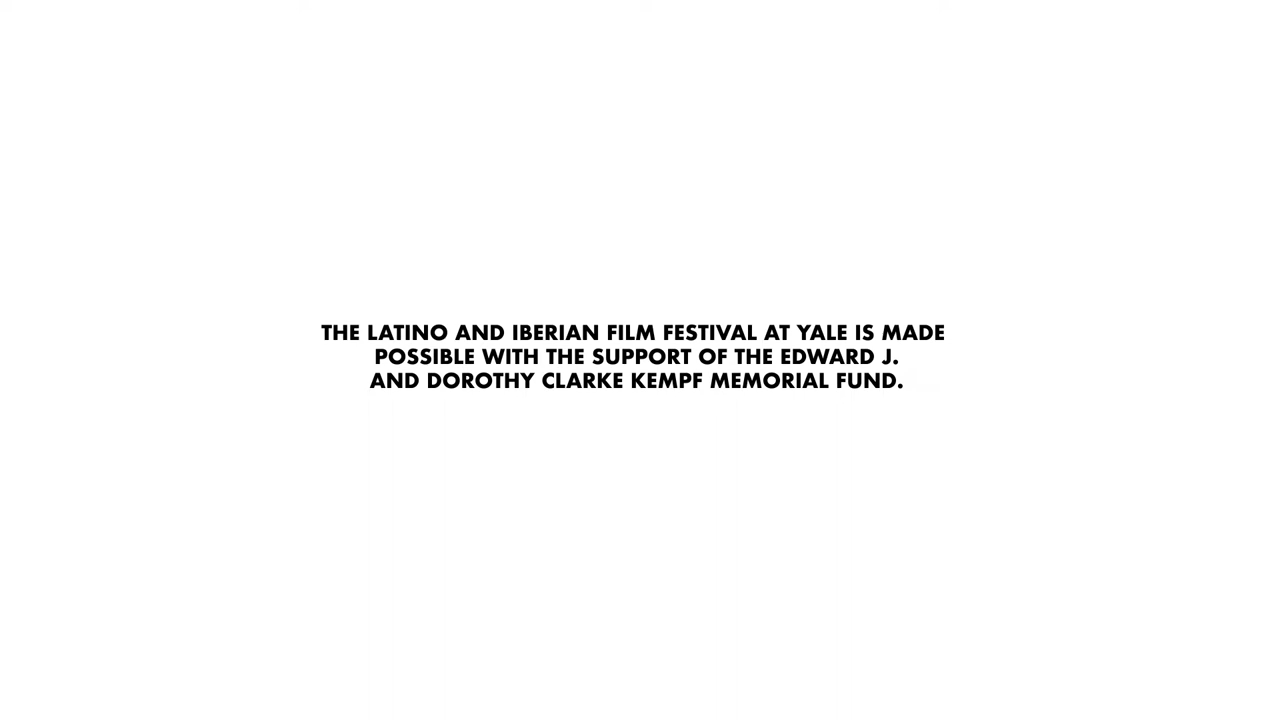 THE LATINO AND IBERIAN FILM FESTIVAL AT YALE IS MADE
POSSIBLE WITH THE SUPPORT OF THE EDWARD J.
AND DOROTHY CLARKE KEMPF MEMORIAL FUND.